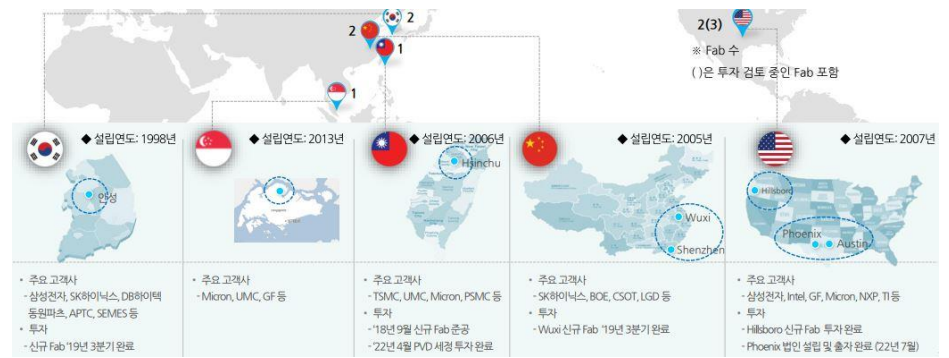 2
2
1
1
2(3)
※ Fab 수
( )은 투자 검토 중인 Fab 포함
◆ 설립연도: 1998년
안성
• 주요 고객사
- 삼성전자, SK하이닉스, DB하이텍
동원파츠, APTC, SEMES 등
• 투자
- 신규 Fab '19년 3분기 완료
◆ 설립연도: 2013년
• 주요 고객사
- Micron, UMC, GF 등
◆ 설립연도: 2006년
Hsinchu
• 주요 고객사
- TSMC, UMC, Micron, PSMC 등
• 투자
- '18년 9월 신규 Fab 준공
- '22년 4월 PVD 세정 투자 완료
◆ 설립연도: 2005년
Wuxi
Shenzhen
• 주요 고객사
- SK하이닉스, BOE, CSOT, LGD 등
• 투자
- Wuxi 신규 Fab '19년 3분기 완료
◆ 설립연도: 2007년
Hillsboro
Phoenix
Austin
• 주요 고객사
- 삼성전자, Intel, GF, Micron, NXP, TI 등
• 투자
- Hillsboro 신규 Fab 투자 완료
- Phoenix 법인 설립 및 출자 완료 (22년 7월)